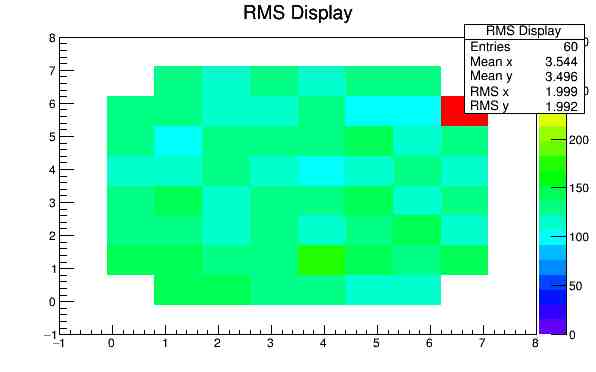 RMS Display
RMS Display
Entries 60
Mean x 3.544
Mean y 3.496
RMS x 1.999
RMS y 1.992
8
7
6
5
4
3
2
1
0
−1
200
150
100
50
0
−1 0 1 2 3 4 5 6 7 8